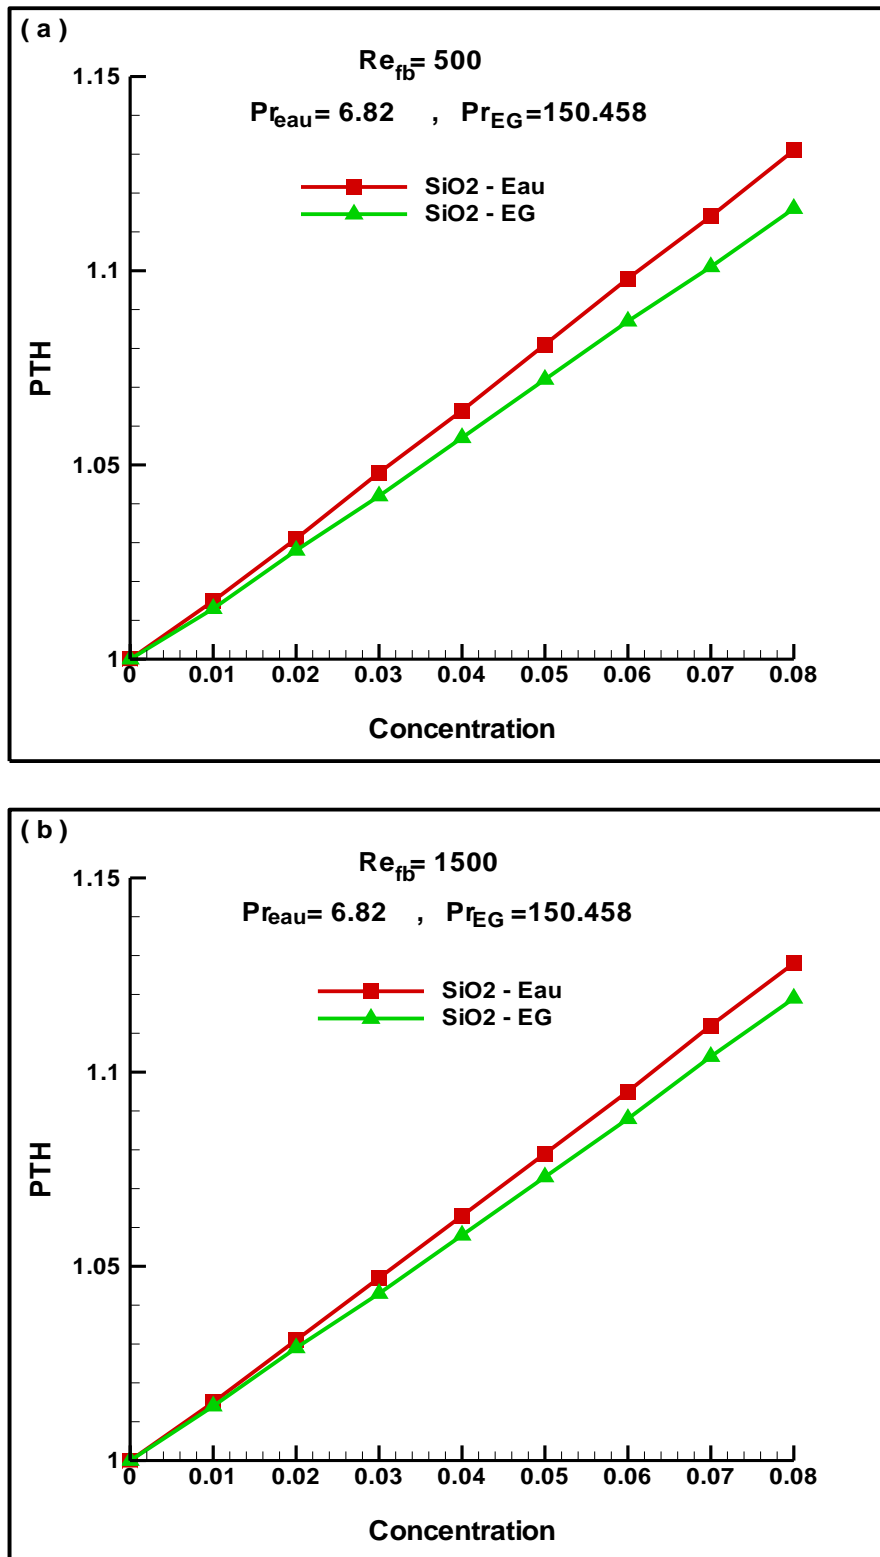 ( a )
Re_fb= 500
1.15
Pr_eau= 6.82 , Pr_EG=150.458
SiO2 - Eau
SiO2 - EG
1.1
PTH
1.05
1
0 0.01 0.02 0.03 0.04 0.05 0.06 0.07 0.08
Concentration
( b )
Re_fb= 1500
1.15
Pr_eau= 6.82 , Pr_EG =150.458
SiO2 - Eau
SiO2 - EG
1.1
PTH
1.05
1
0 0.01 0.02 0.03 0.04 0.05 0.06 0.07 0.08
Concentration